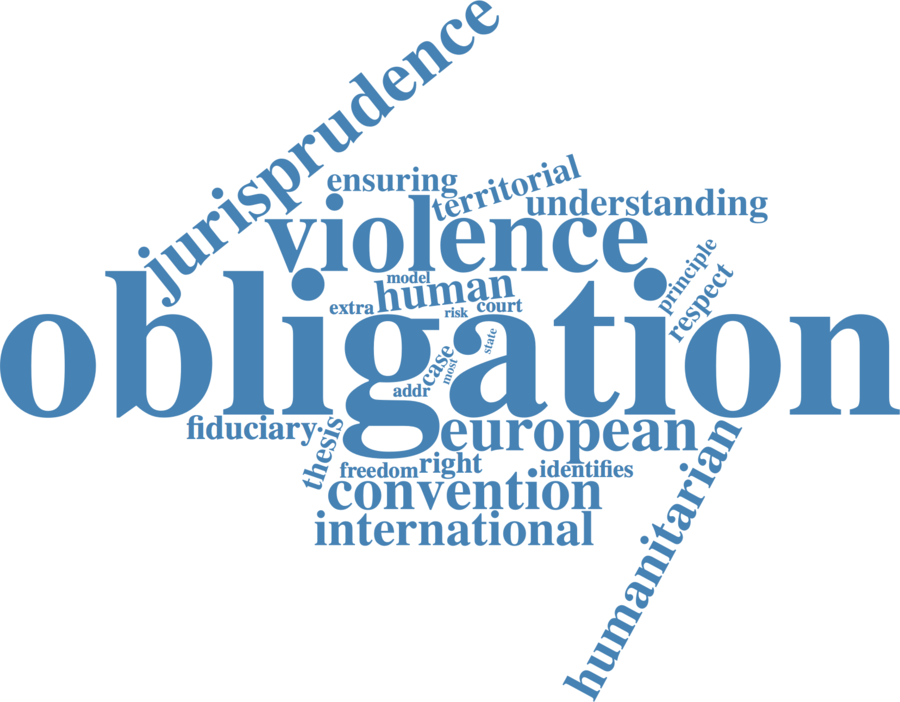 jurisprudence
ensuring
territorial
understanding
violence
principle
respect
model
human
extra
risk
court
obligation
state
case
most
addr
fiduciary
thesis
european
humanitarian
freedom
right
identifies
convention
international